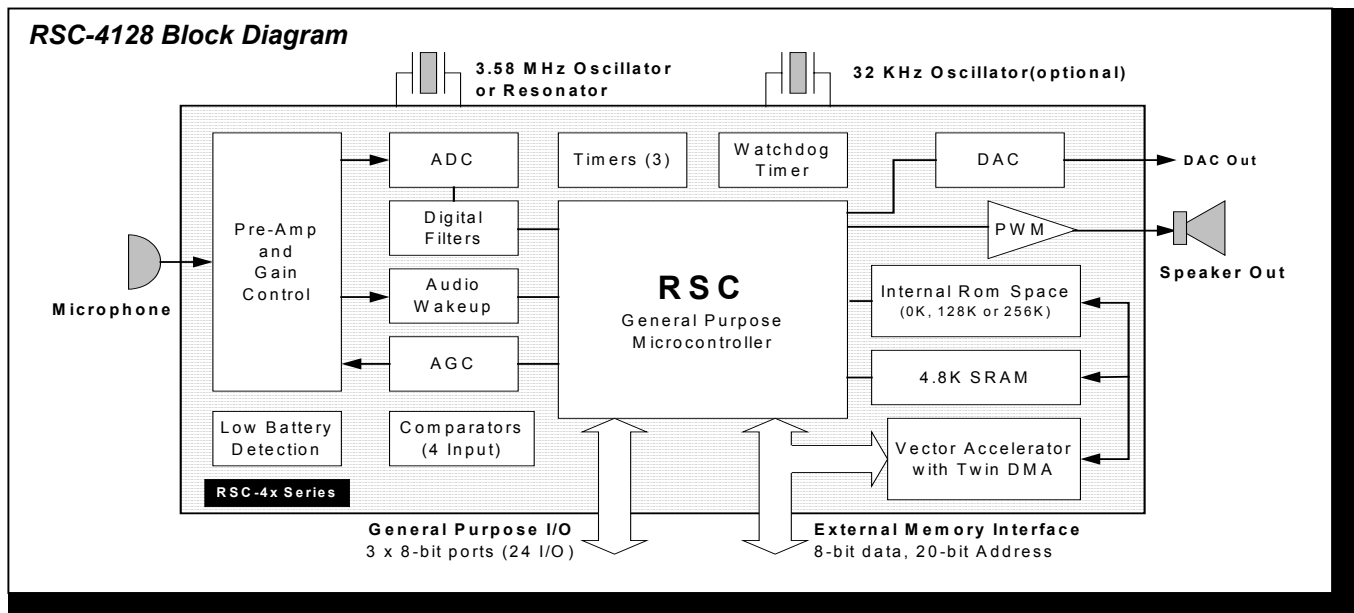 RSC-4128 Block Diagram
3.58 MHz Oscillator
or Resonator
32 KHz Oscillator(optional)
Pre-Amp
and
Gain
Control
ADC
Timers (3)
Watchdog
Timer
DAC
DAC Out
Digital
Filters
PWM
Speaker Out
Microphone
Audio
Wakeup
RSC
General Purpose
Microcontroller
Internal Rom Space
(0K, 128K or 256K)
AGC
4.8K SRAM
Low Battery
Detection
Comparators
(4 Input)
Vector Accelerator
with Twin DMA
RSC-4x Series
General Purpose I/O
3 x 8-bit ports (24 I/O)
External Memory Interface
8-bit data, 20-bit Address